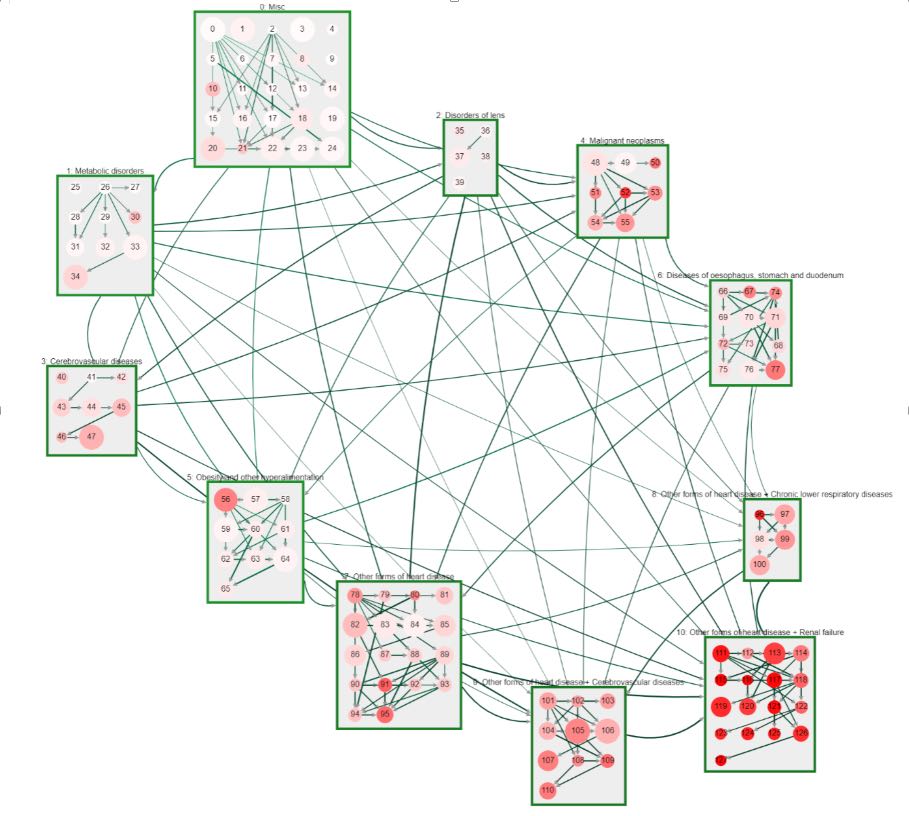 0: Misc
0 1 2 3 4
5 6 7 8 9
10 11 12 13 14
15 16 17 18 19
20 21 22 23 24
2: Disorders of lens
35 36
37 38
39
4: Malignant neoplasms
48 49 50
51 52 53
54 55
1: Metabolic disorders
25 26 27
28 29 30
31 32 33
34
6: Diseases of oesophagus, stomach and duodenum
66 67 74
69 70 71
72 73 68
75 76 77
3: Cerebrovascular diseases
40 41 42
43 44 45
46 47
5: Obesity and other hyperalimentation
56 57 58
59 60 61
62 63 64
65
8: Other forms of heart disease + Chronic lower respiratory diseases
96 97
98 99
100
7: Other forms of heart disease
78 79 80 81
82 83 84 85
86 87 88 89
90 91 92 93
94 95
10: Other forms of heart disease + Renal failure
111 112 113 114
115 116 117 118
119 120 121 122
123 124 125 126
127
9: Other forms of heart disease + Cerebrovascular diseases
101 102 103
104 105 106
107 108 109
110